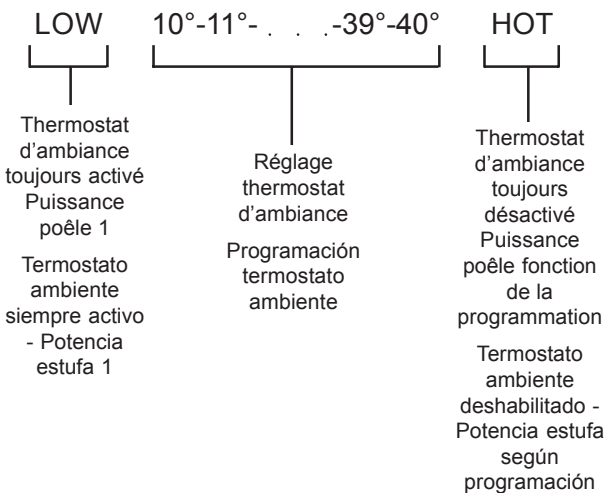 LOW 10°-11°- . . .-39°-40° HOT
Thermostat
d'ambiance
toujours activé
Puissance
poêle 1
Termostato
ambiente
siempre activo
- Potencia
estufa 1
Réglage
thermostat
d'ambiance
Programación
termostato
ambiente
Thermostat
d'ambiance
toujours
désactivé
Puissance
poêle fonction
de la
programmation
Termostato
ambiente
deshabilitado -
Potencia estufa
según
programación